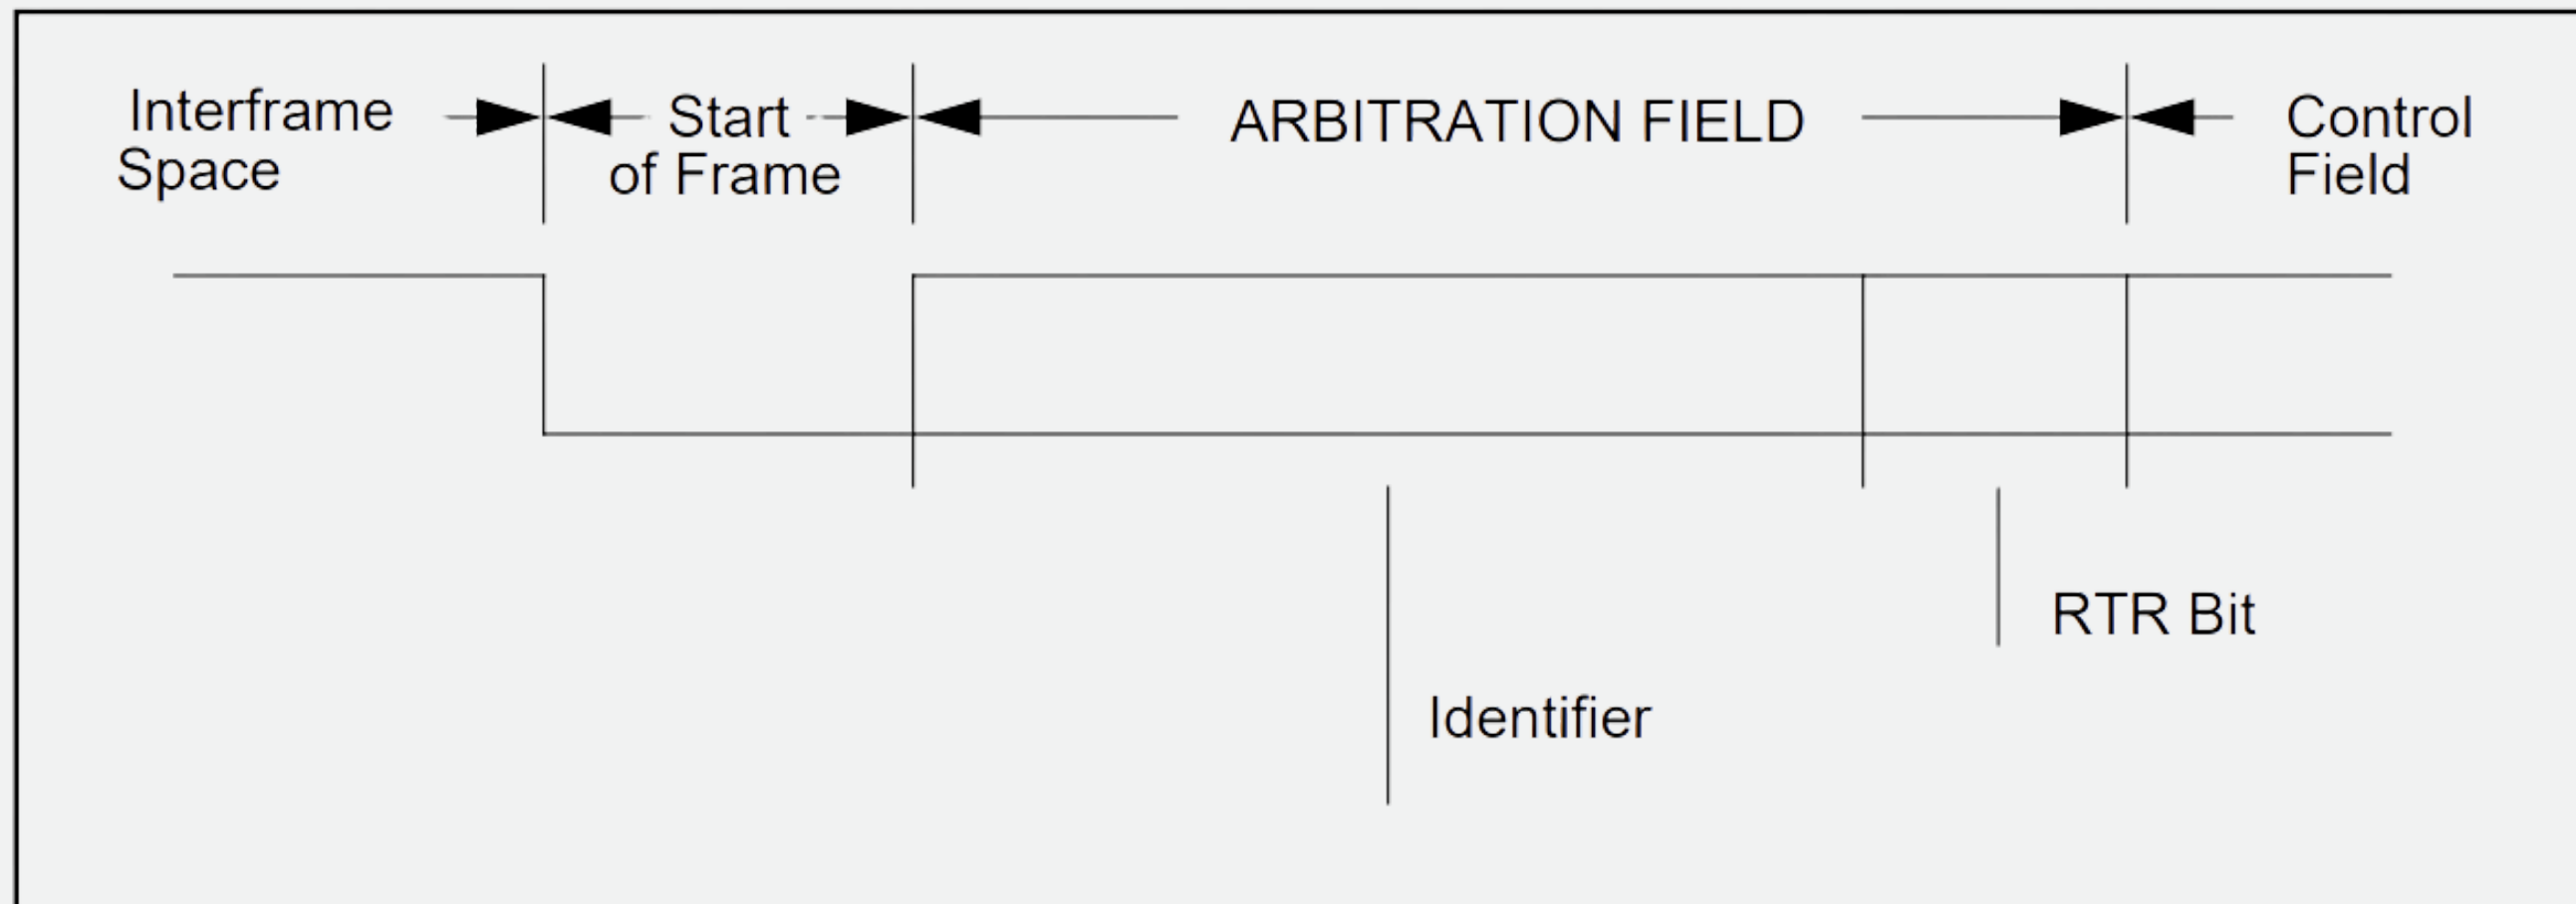 Interframe
Space
Start
of Frame
ARBITRATION FIELD
Control
Field
RTR Bit
Identifier